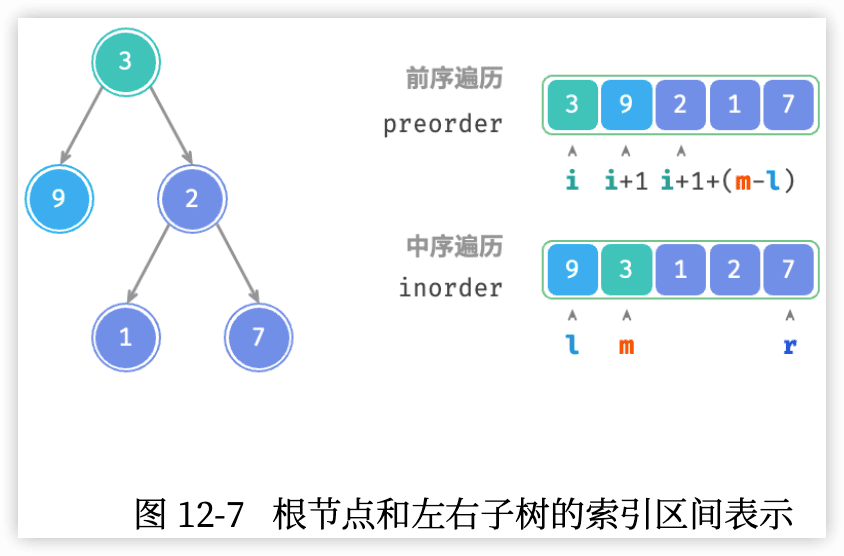 3
9
2
1
7
前序遍历
preorder
3 9 2 1 7
i i+1 i+1+(m-l)
中序遍历
inorder
9 3 1 2 7
l m r
图 12-7 根节点和左右子树的索引区间表示